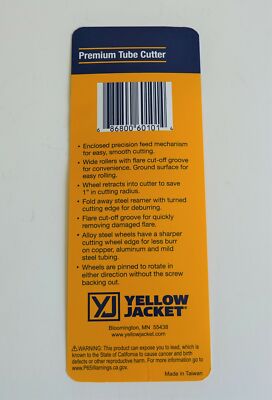 Premium Tube Cutter
6 86800 60101 4
• Enclosed precision feed mechanism
for easy, smooth cutting.
• Wide rollers with flare cut-off groove
for convenience. Ground surface for
easy rolling.
• Wheel retracts into cutter to save
1" in cutting radius.
• Fold away steel reamer with turned
cutting edge for deburring.
• Flare cut-off groove for quickly
removing damaged flare.
• Alloy steel wheels have a sharper
cutting wheel edge for less burr
on copper, aluminum and mild
steel tubing.
• Wheels are pinned to rotate in
either direction without the screw
backing out.
YJ YELLOW
JACKET®
Bloomington, MN 55438
www.yellowjacket.com
⚠ WARNING: This product can expose you to lead, which is
known to the State of California to cause cancer and birth
defects or other reproductive harm. For more information go to
www.P65Warnings.ca.gov.
Made in Taiwan